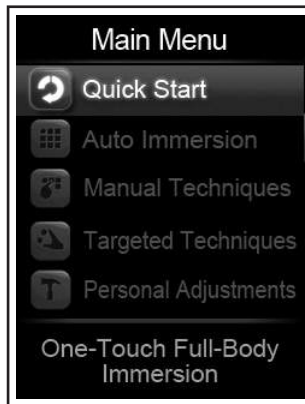 Main Menu
Quick Start
Auto Immersion
Manual Techniques
Targeted Techniques
Personal Adjustments
One-Touch Full-Body
Immersion